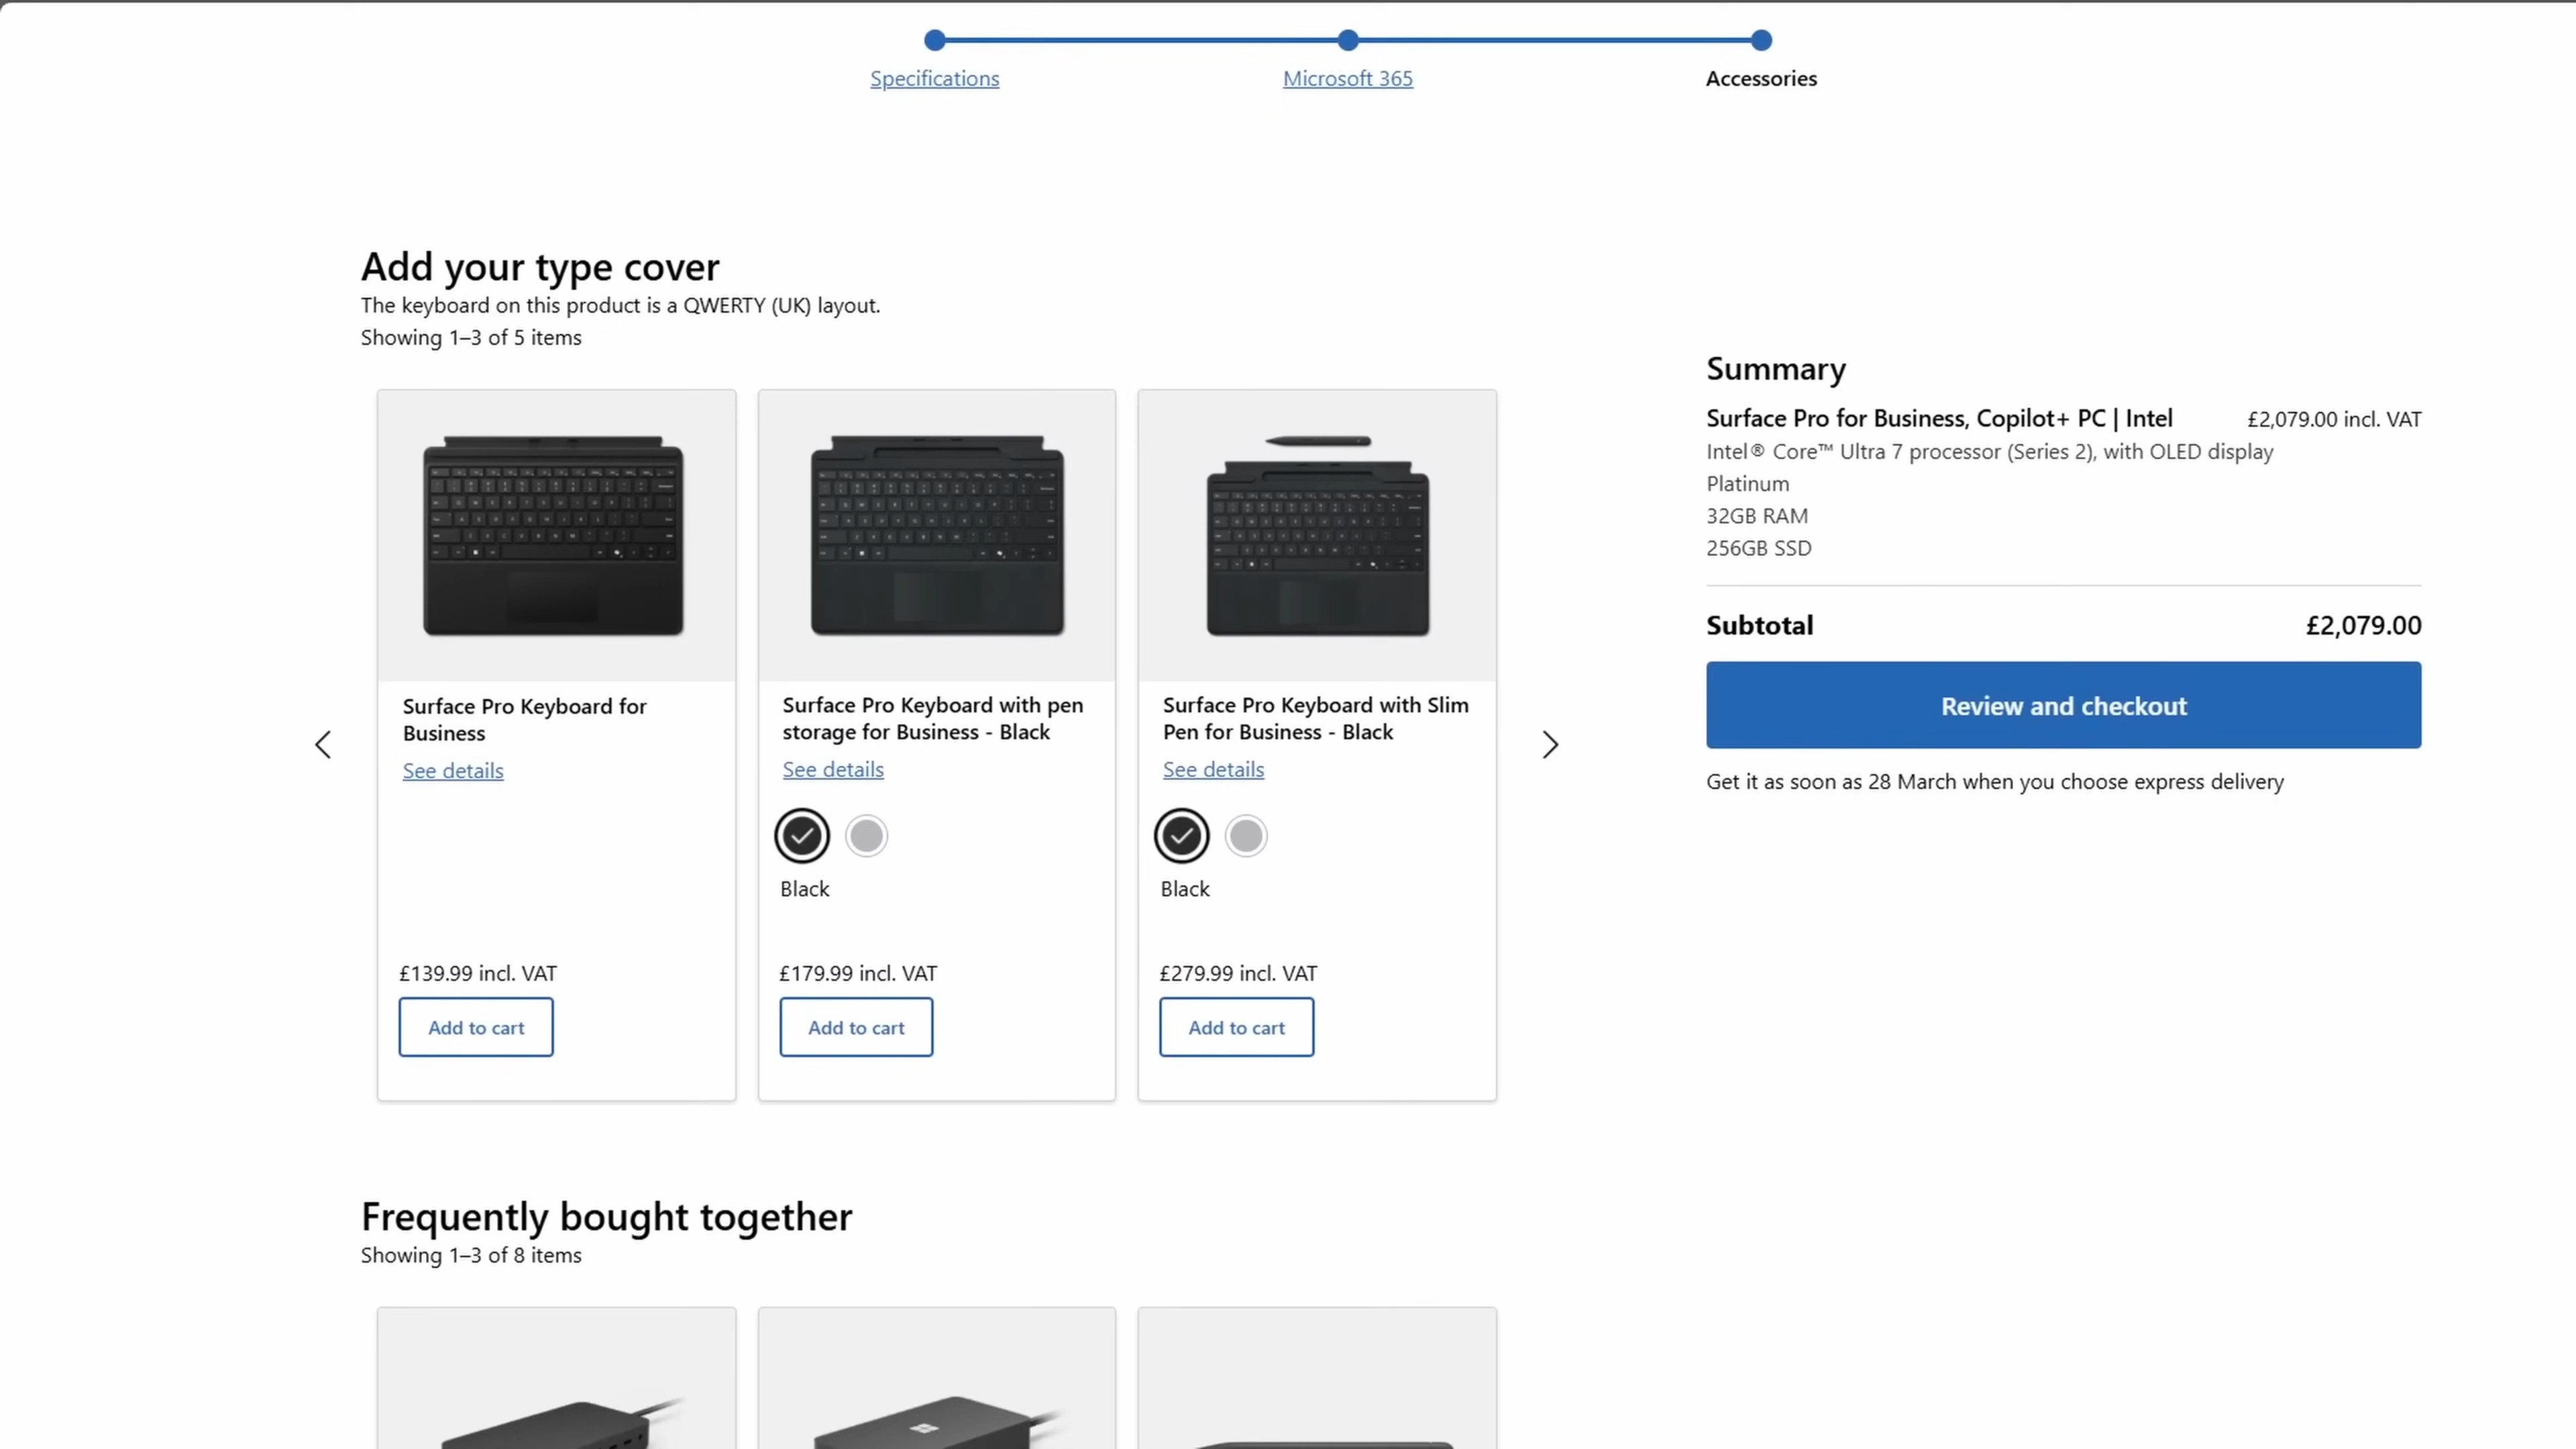 Specifications
Microsoft 365
Accessories
Add your type cover
The keyboard on this product is a QWERTY (UK) layout.
Showing 1–3 of 5 items
Surface Pro Keyboard for
Business
See details
£139.99 incl. VAT
Add to cart
Surface Pro Keyboard with pen
storage for Business - Black
See details
Black
£179.99 incl. VAT
Add to cart
Surface Pro Keyboard with Slim
Pen for Business - Black
See details
Black
£279.99 incl. VAT
Add to cart
Summary
Surface Pro for Business, Copilot+ PC | Intel £2,079.00 incl. VAT
Intel® Core™ Ultra 7 processor (Series 2), with OLED display
Platinum
32GB RAM
256GB SSD
Subtotal £2,079.00
Review and checkout
Get it as soon as 28 March when you choose express delivery
Frequently bought together
Showing 1–3 of 8 items